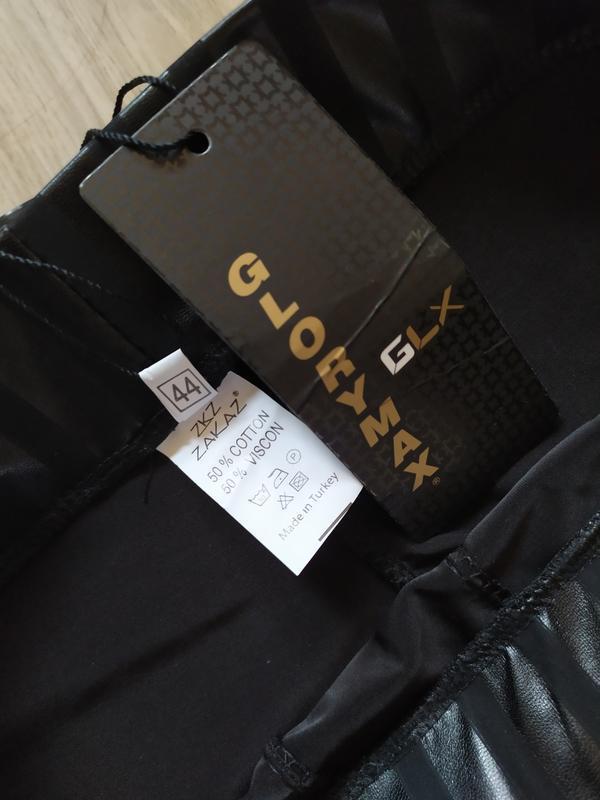 GLORYMAX®
GLX
44
ZKZ
ZAKAZ®
50 % COTTON
50 % VISCON
P
Made in Turkey